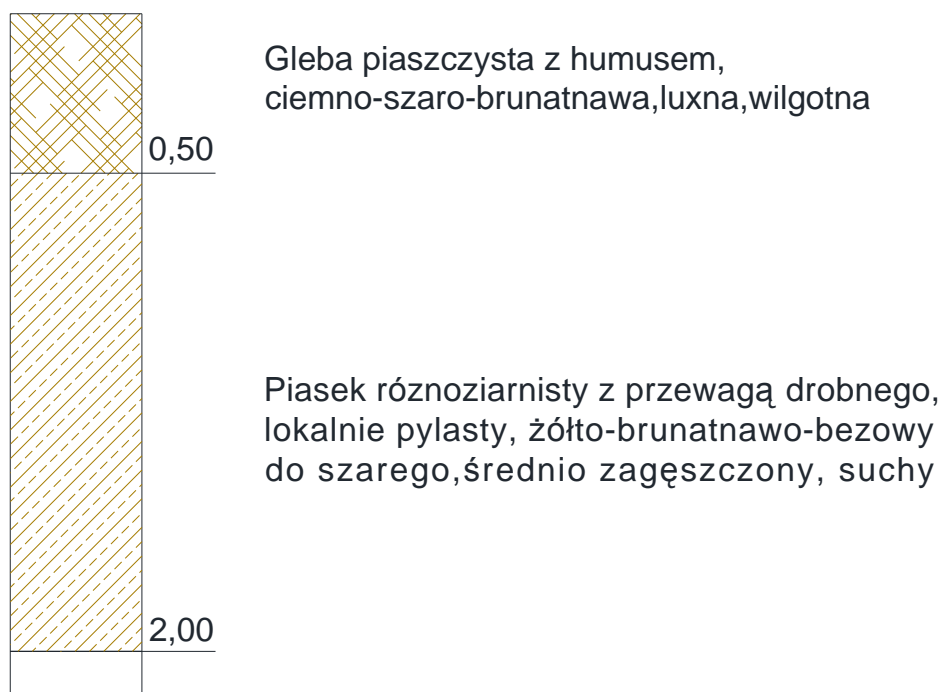 Gleba piaszczysta z humusem,
ciemno-szaro-brunatnawa,luxna,wilgotna
0,50
Piasek róznoziarnisty z przewagą drobnego,
lokalnie pylasty, żółto-brunatnawo-bezowy
do szarego,średnio zagęszczony, suchy
2,00